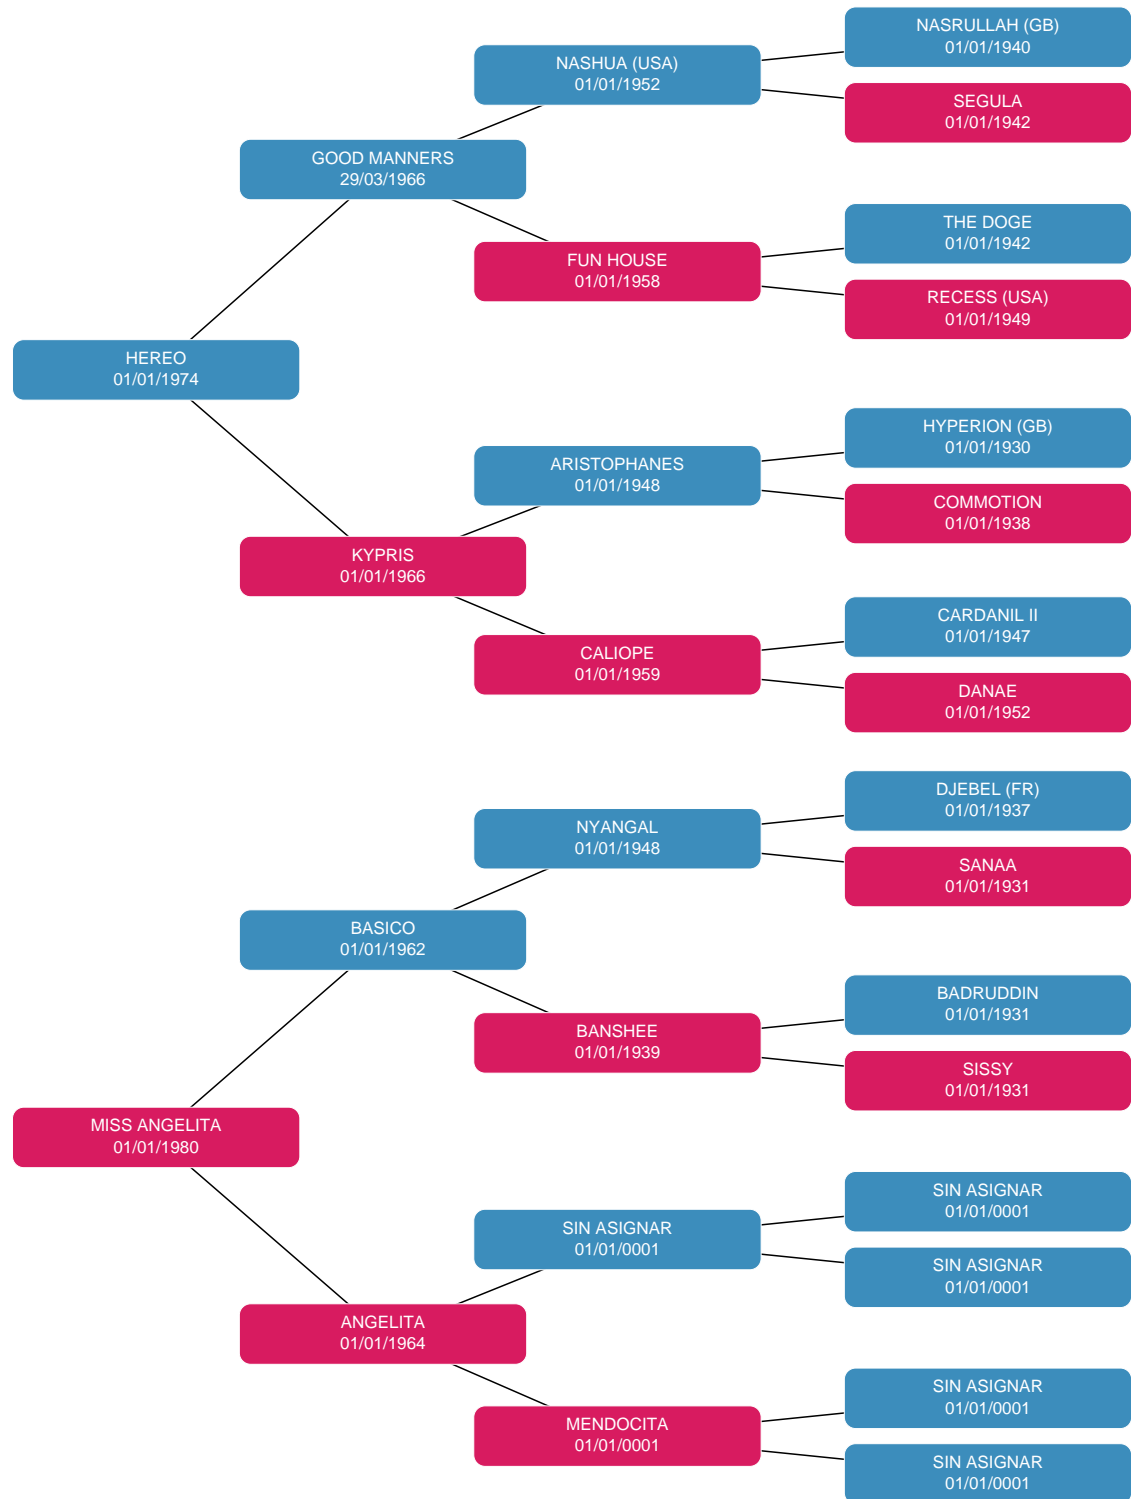 NASRULLAH (GB)
01/01/1940
NASHUA (USA)
01/01/1952
SEGULA
01/01/1942
GOOD MANNERS
29/03/1966
THE DOGE
01/01/1942
FUN HOUSE
01/01/1958
RECESS (USA)
01/01/1949
HEREO
01/01/1974
HYPERION (GB)
01/01/1930
ARISTOPHANES
01/01/1948
COMMOTION
01/01/1938
KYPRIS
01/01/1966
CARDANIL II
01/01/1947
CALIOPE
01/01/1959
DANAE
01/01/1952
DJEBEL (FR)
01/01/1937
NYANGAL
01/01/1948
SANAA
01/01/1931
BASICO
01/01/1962
BADRUDDIN
01/01/1931
BANSHEE
01/01/1939
SISSY
01/01/1931
MISS ANGELITA
01/01/1980
SIN ASIGNAR
01/01/0001
SIN ASIGNAR
01/01/0001
SIN ASIGNAR
01/01/0001
ANGELITA
01/01/1964
SIN ASIGNAR
01/01/0001
MENDOCITA
01/01/0001
SIN ASIGNAR
01/01/0001